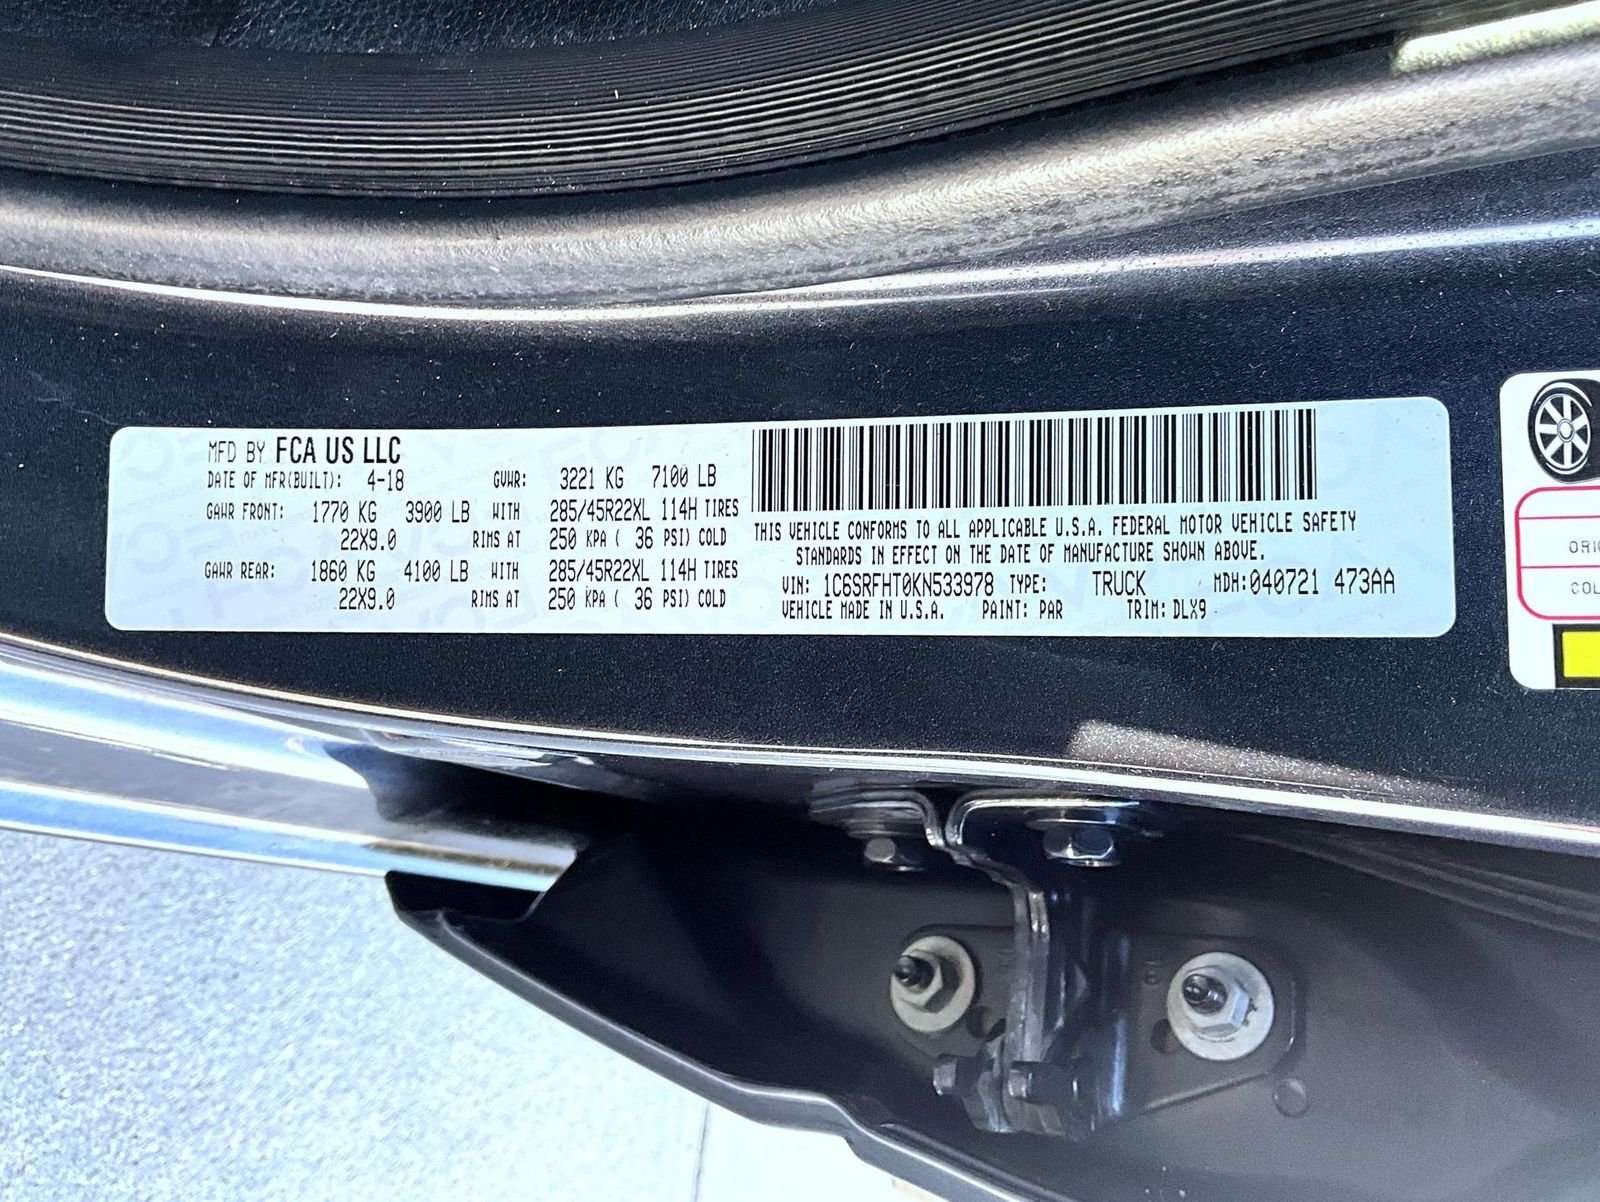 MFD BY FCA US LLC
DATE OF MFR(BUILT): 4-18 GVWR: 3221 KG 7100 LB
GAWR FRONT: 1770 KG 3900 LB WITH 285/45R22XL 114H TIRES
22X9.0 RIMS AT 250 KPA ( 36 PSI) COLD
GAWR REAR: 1860 KG 4100 LB WITH 285/45R22XL 114H TIRES
22X9.0 RIMS AT 250 KPA ( 36 PSI) COLD
THIS VEHICLE CONFORMS TO ALL APPLICABLE U.S.A. FEDERAL MOTOR VEHICLE SAFETY
STANDARDS IN EFFECT ON THE DATE OF MANUFACTURE SHOWN ABOVE.
VIN: 1C6SRFHT0KN533978 TYPE: TRUCK MDH:040721 473AA
VEHICLE MADE IN U.S.A. PAINT: PAR TRIM: DLX9